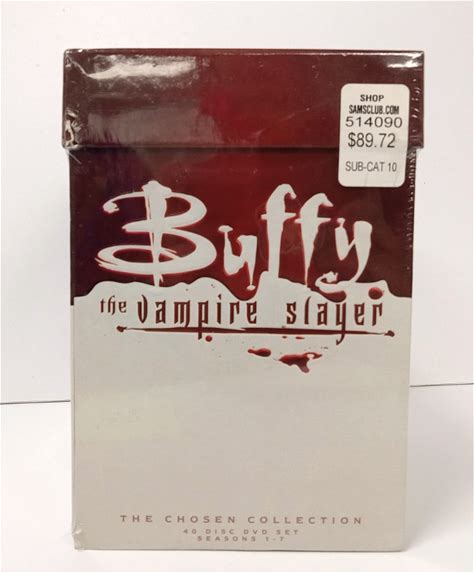 SHOP
SAMSCLUB.COM
514090
$89.72
SUB-CAT 10
Buffy
the vampire slayer
THE CHOSEN COLLECTION
40 DISC DVD SET
SEASONS 1-7